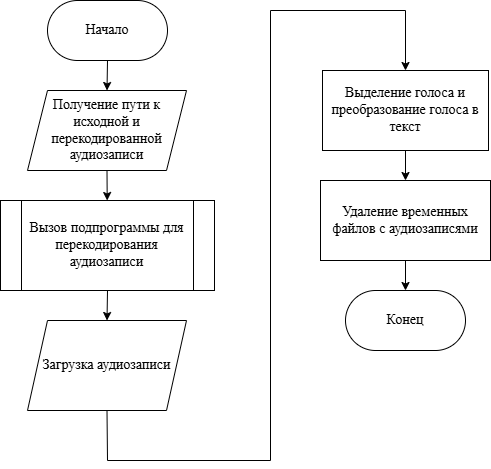 Начало
Получение пути к
исходной и
перекодированной
аудиозаписи
Вызов подпрограммы для
перекодирования
аудиозаписи
Загрузка аудиозаписи
Выделение голоса и
преобразование голоса в
текст
Удаление временных
файлов с аудиозаписями
Конец